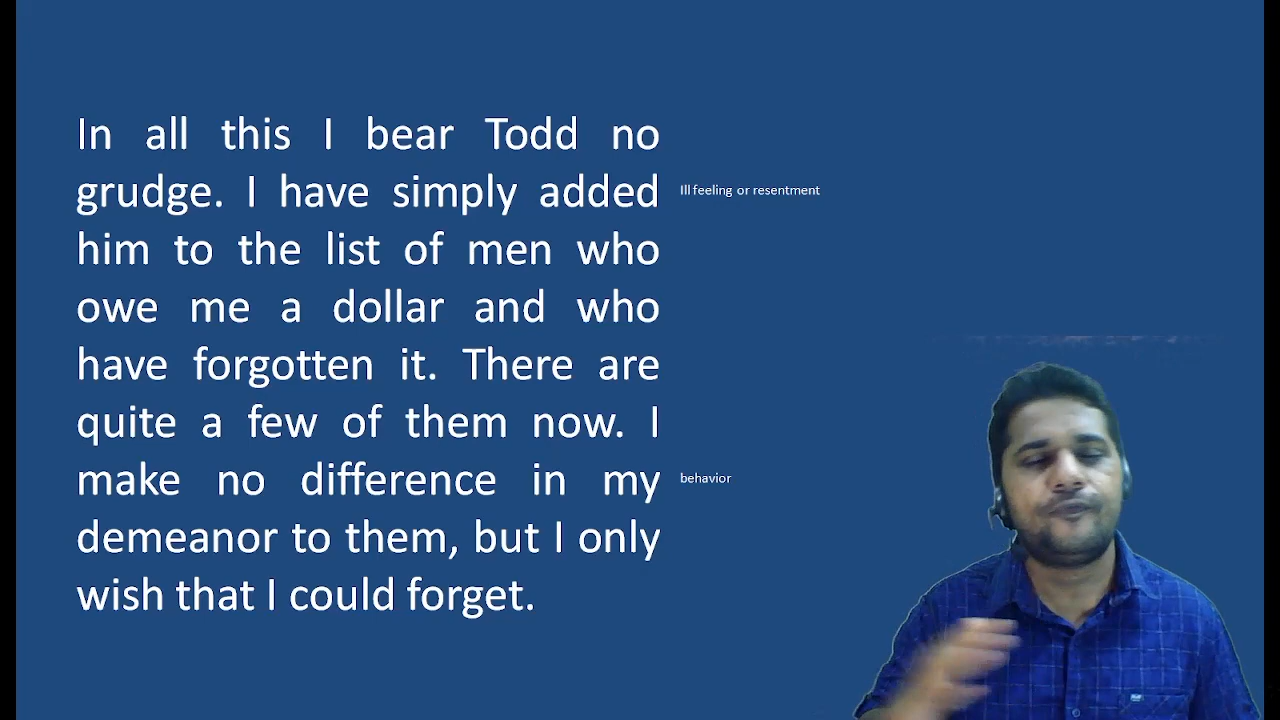 In all this I bear Todd no
grudge. I have simply added
Ill feeling or resentment
him to the list of men who
owe me a dollar and who
have forgotten it. There are
quite a few of them now. I
make no difference in my
behavior
demeanor to them, but I only
wish that I could forget.